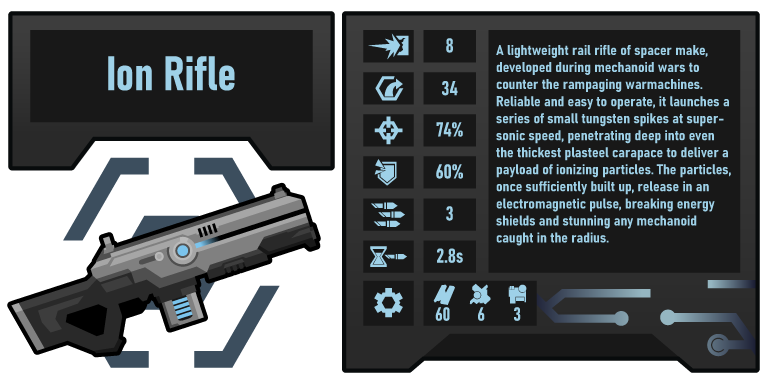 Ion Rifle
8
34
74%
60%
3
2.8s
60 6 3
A lightweight rail rifle of spacer make,
developed during mechanoid wars to
counter the rampaging warmachines.
Reliable and easy to operate, it launches a
series of small tungsten spikes at super-
sonic speed, penetrating deep into even
the thickest plasteel carapace to deliver a
payload of ionizing particles. The particles,
once sufficiently built up, release in an
electromagnetic pulse, breaking energy
shields and stunning any mechanoid
caught in the radius.